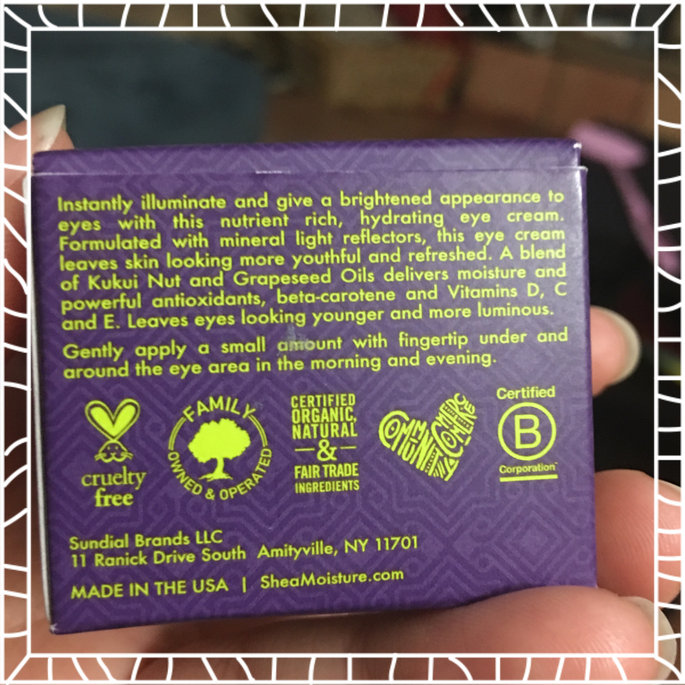 Instantly illuminate and give a brightened appearance to
eyes with this nutrient rich, hydrating eye cream.
Formulated with mineral light reflectors, this eye cream
leaves skin looking more youthful and refreshed. A blend
of Kukui Nut and Grapeseed Oils delivers moisture and
powerful antioxidants, beta-carotene and Vitamins D, C
and E. Leaves eyes looking younger and more luminous.
Gently apply a small amount with fingertip under and
around the eye area in the morning and evening.
cruelty
free
FAMILY
OWNED & OPERATED
CERTIFIED
ORGANIC,
NATURAL
&
FAIR TRADE
INGREDIENTS
COMMUNITY
COMMERCE
Certified
B
Corporation
Sundial Brands LLC
11 Ranick Drive South Amityville, NY 11701
MADE IN THE USA | SheaMoisture.com